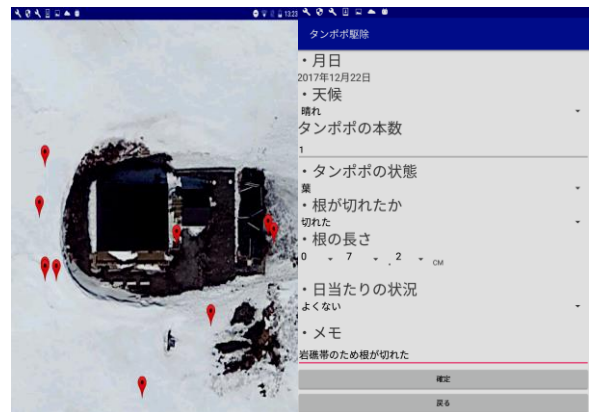 13:23
タンポポ駆除
・月日
2017年12月22日
・天候
晴れ
タンポポの本数
1
・タンポポの状態
葉
・根が切れたか
切れた
・根の長さ
0 7 . 2 CM
・日当たりの状況
よくない
・メモ
岩礁帯のため根が切れた
確定
戻る